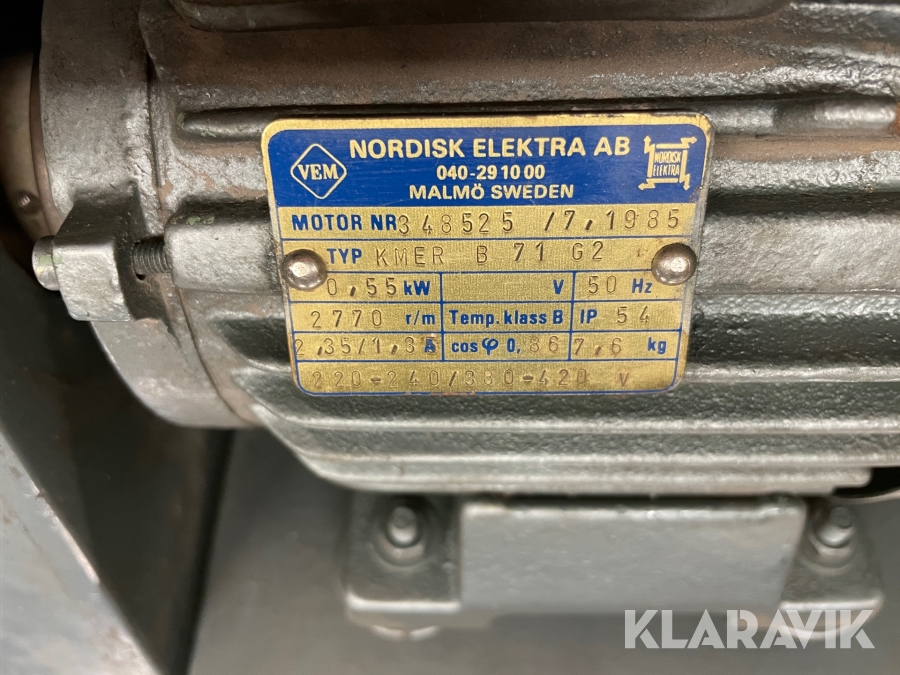 VEM
NORDISK ELEKTRA AB
040-29 10 00
MALMÖ SWEDEN
NORDISK
ELEKTRA
MOTOR NR 348525 /7,1985
TYP KMER B 71 G2
0,55 kW V 50 Hz
2770 r/m Temp. klass B IP 54
2,35/1,35 A cos φ 0,86 7,6 kg
220-240/380-420 V
KLARAVIK